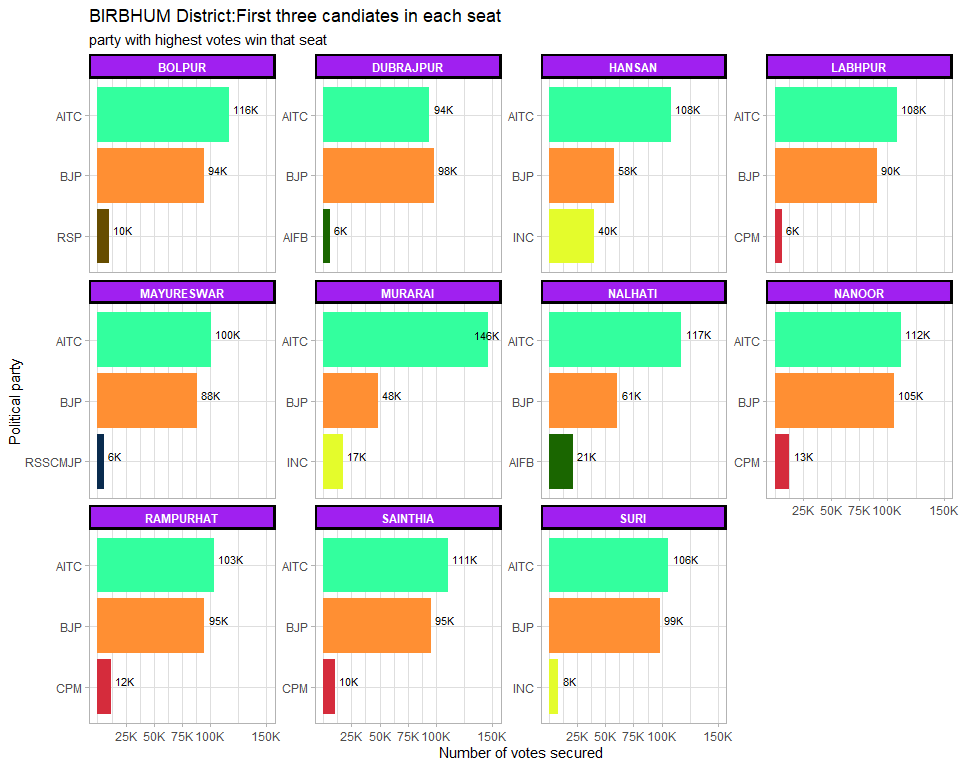 BIRBHUM District:First three candiates in each seat
party with highest votes win that seat
BOLPUR
AITC 116K
BJP 94K
RSP 10K
DUBRAJPUR
AITC 94K
BJP 98K
AIFB 6K
HANSAN
AITC 108K
BJP 58K
INC 40K
LABHPUR
AITC 108K
BJP 90K
CPM 6K
MAYURESWAR
AITC 100K
BJP 88K
RSSCMJP 6K
MURARAI
AITC 146K
BJP 48K
INC 17K
NALHATI
AITC 117K
BJP 61K
AIFB 21K
NANOOR
AITC 112K
BJP 105K
CPM 13K
25K 50K 75K 100K 150K
RAMPURHAT
AITC 103K
BJP 95K
CPM 12K
25K 50K 75K 100K 150K
SAINTHIA
AITC 111K
BJP 95K
CPM 10K
25K 50K 75K 100K 150K
SURI
AITC 106K
BJP 99K
INC 8K
25K 50K 75K 100K 150K
Political party
Number of votes secured